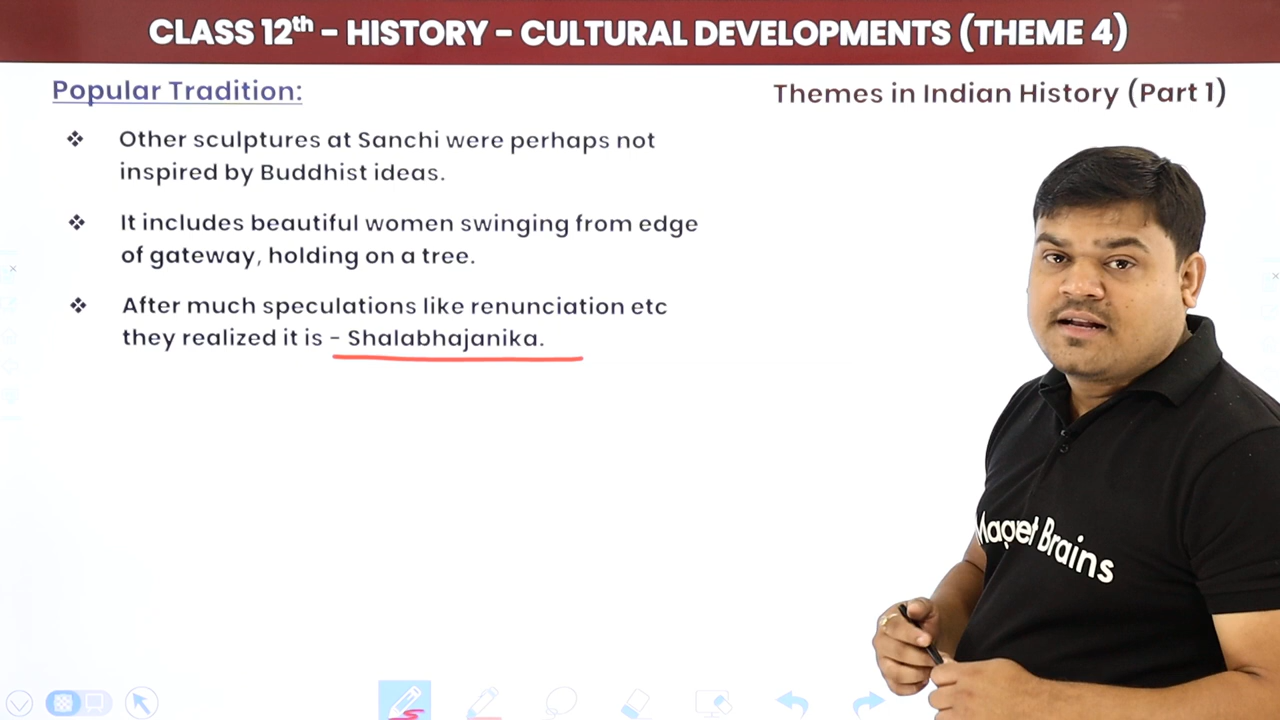 CLASS 12th – HISTORY – CULTURAL DEVELOPMENTS (THEME 4)
Popular Tradition:
Themes in Indian History (Part 1)
❖ Other sculptures at Sanchi were perhaps not
inspired by Buddhist ideas.
❖ It includes beautiful women swinging from edge
of gateway, holding on a tree.
❖ After much speculations like renunciation etc
they realized it is – Shalabhajanika.
Magnet Brains